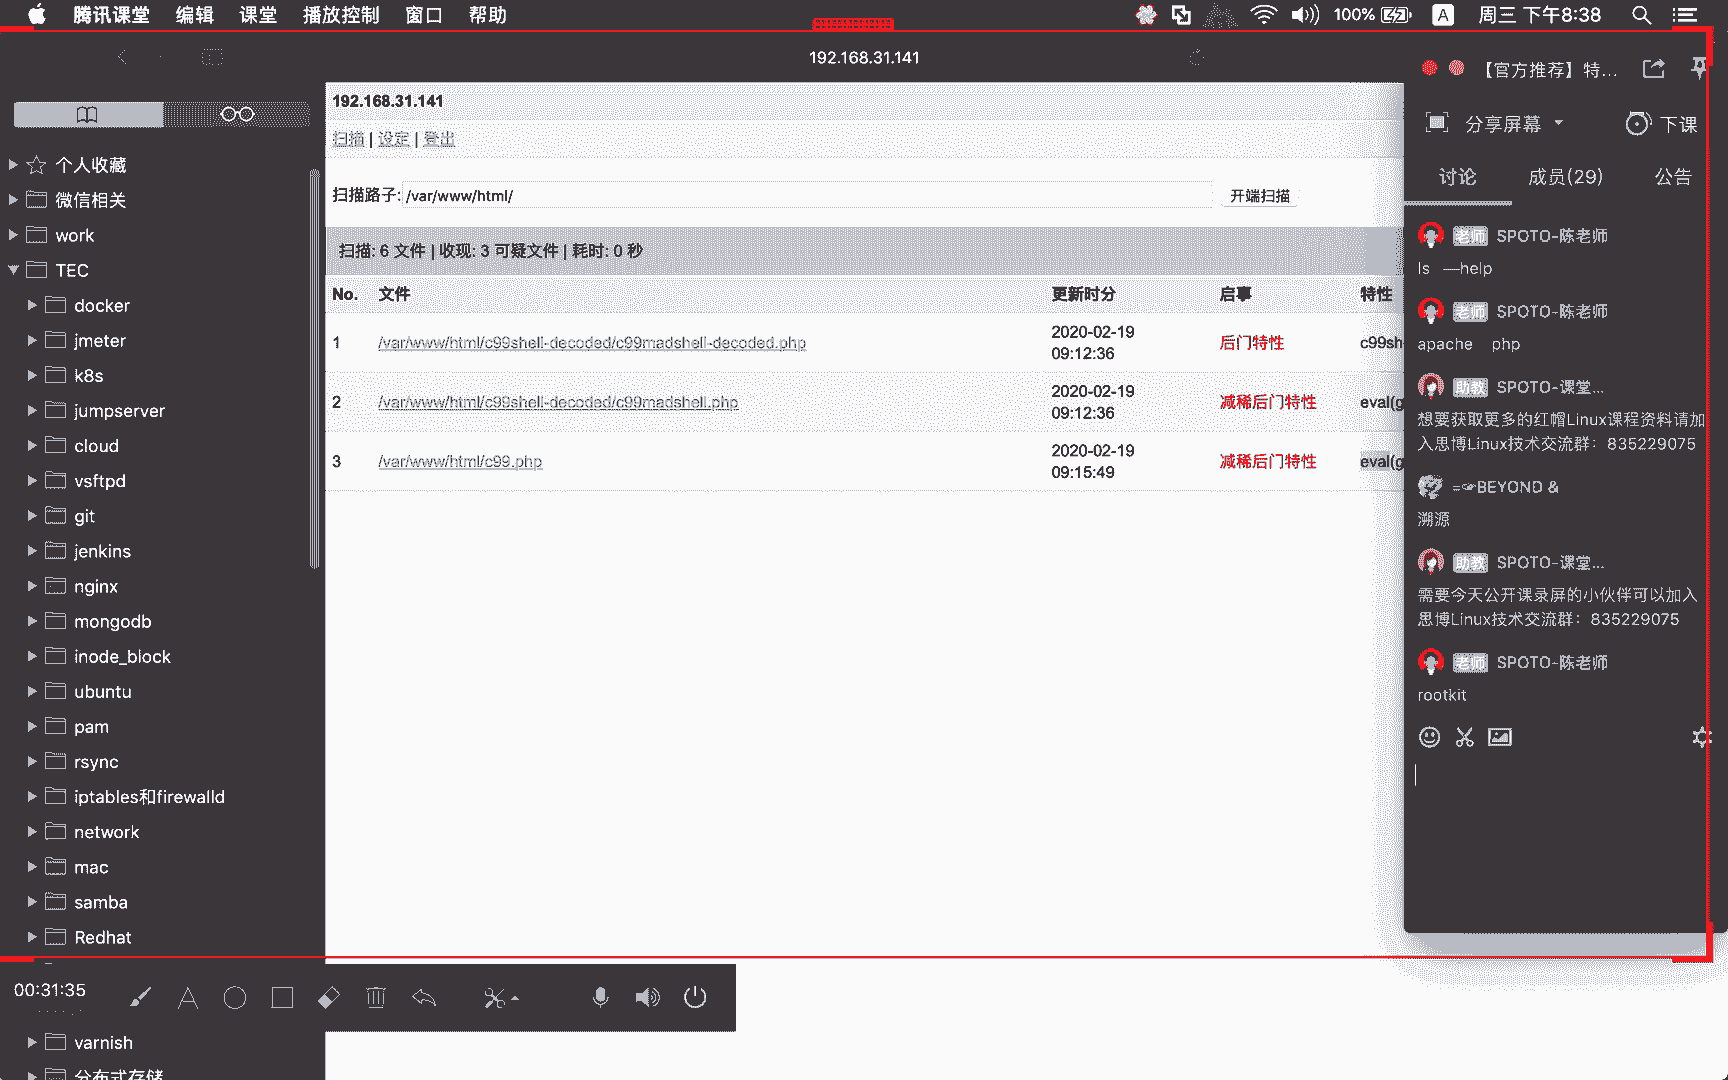 腾讯课堂 编辑 课堂 播放控制 窗口 帮助 100% A 周三 下午8:38
192.168.31.141
个人收藏
微信相关
work
TEC
docker
jmeter
k8s
jumpserver
cloud
vsftpd
git
jenkins
nginx
mongodb
inode_block
ubuntu
pam
rsync
iptables和firewalld
network
mac
samba
Redhat
varnish
分布式存储
192.168.31.141
扫描 | 设定 | 登出
扫描路子: /var/www/html/ 开端扫描
扫描: 6 文件 | 收现: 3 可疑文件 | 耗时: 0 秒
No. 文件 更新时分 启事 特性
1 /var/www/html/c99shell-decoded/c99madshell-decoded.php 2020-02-19 09:12:36 后门特性 c99sh
2 /var/www/html/c99shell-decoded/c99madshell.php 2020-02-19 09:12:36 减稀后门特性 eval(g
3 /var/www/html/c99.php 2020-02-19 09:15:49 减稀后门特性 eval(g
【官方推荐】特...
分享屏幕 下课
讨论 成员(29) 公告
老师 SPOTO-陈老师
ls —help
老师 SPOTO-陈老师
apache php
助教 SPOTO-课堂...
想要获取更多的红帽Linux课程资料请加
入思博Linux技术交流群：835229075
=☞BEYOND &
溯源
助教 SPOTO-课堂...
需要今天公开课录屏的小伙伴可以加入
思博Linux技术交流群：835229075
老师 SPOTO-陈老师
rootkit
00:31:35